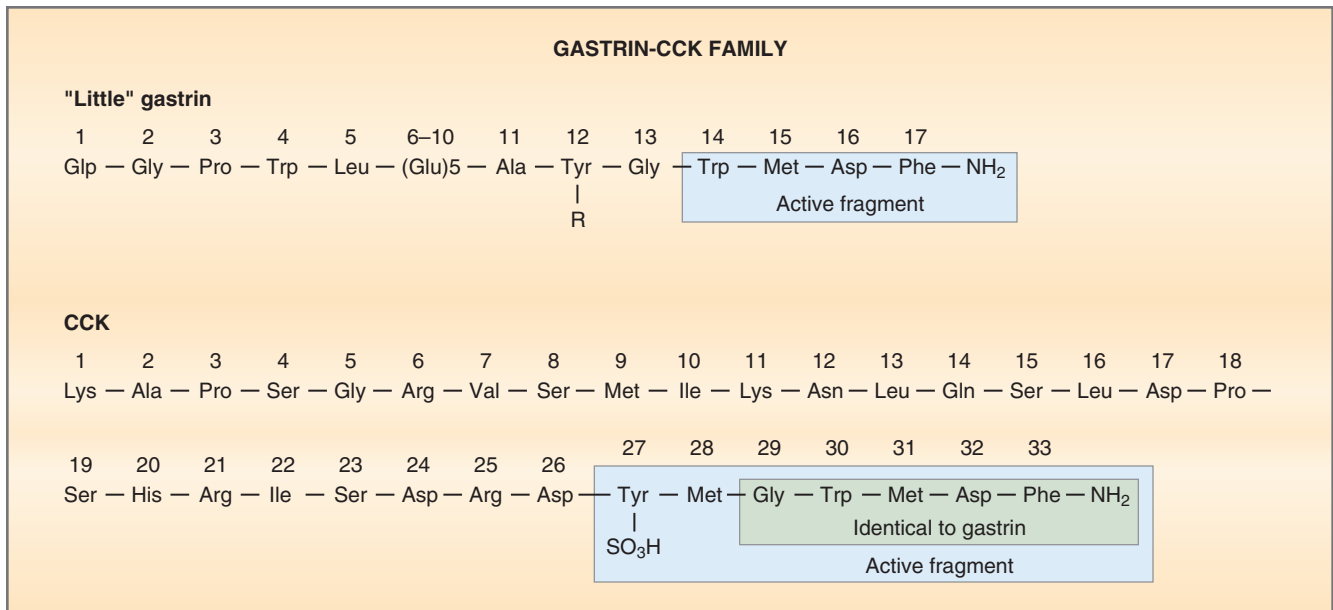 GASTRIN-CCK FAMILY
"Little" gastrin
1 2 3 4 5 6–10 11 12 13 14 15 16 17
Glp — Gly — Pro — Trp — Leu — (Glu)5 — Ala — Tyr — Gly — Trp — Met — Asp — Phe — NH₂
R
Active fragment
CCK
1 2 3 4 5 6 7 8 9 10 11 12 13 14 15 16 17 18
Lys — Ala — Pro — Ser — Gly — Arg — Val — Ser — Met — Ile — Lys — Asn — Leu — Gln — Ser — Leu — Asp — Pro —
19 20 21 22 23 24 25 26 27 28 29 30 31 32 33
Ser — His — Arg — Ile — Ser — Asp — Arg — Asp — Tyr — Met — Gly — Trp — Met — Asp — Phe — NH₂
SO₃H
Identical to gastrin
Active fragment